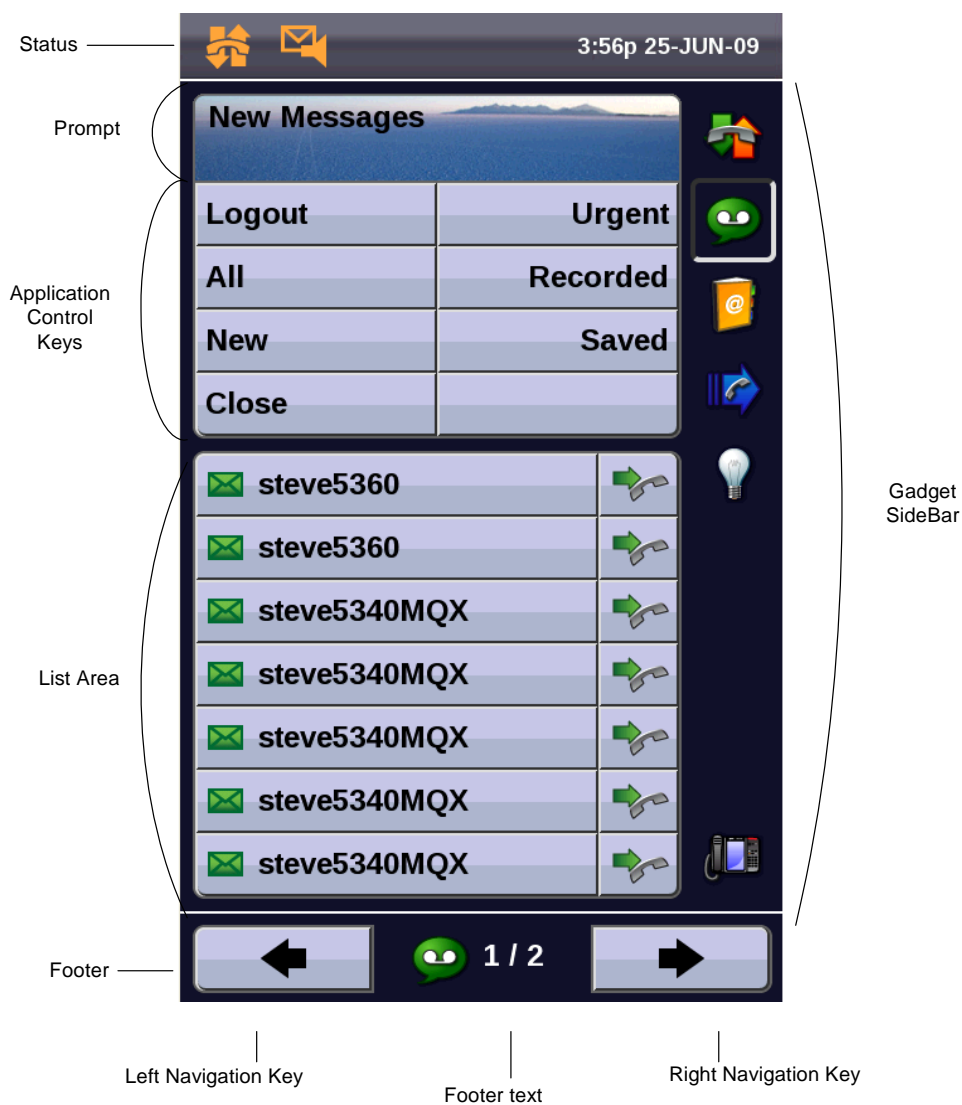 Status
3:56p 25-JUN-09
Prompt
New Messages
Logout
Urgent
All
Recorded
Application
Control
Keys
New
Saved
Close
@
steve5360
steve5360
Gadget
SideBar
steve5340MQX
List Area
steve5340MQX
steve5340MQX
steve5340MQX
steve5340MQX
Footer
1 / 2
Left Navigation Key
Footer text
Right Navigation Key